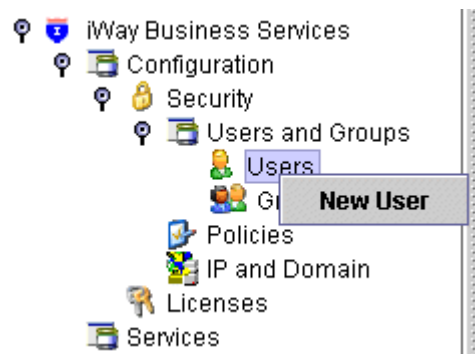 iWay Business Services
Configuration
Security
Users and Groups
Users
New User
Policies
IP and Domain
Licenses
Services